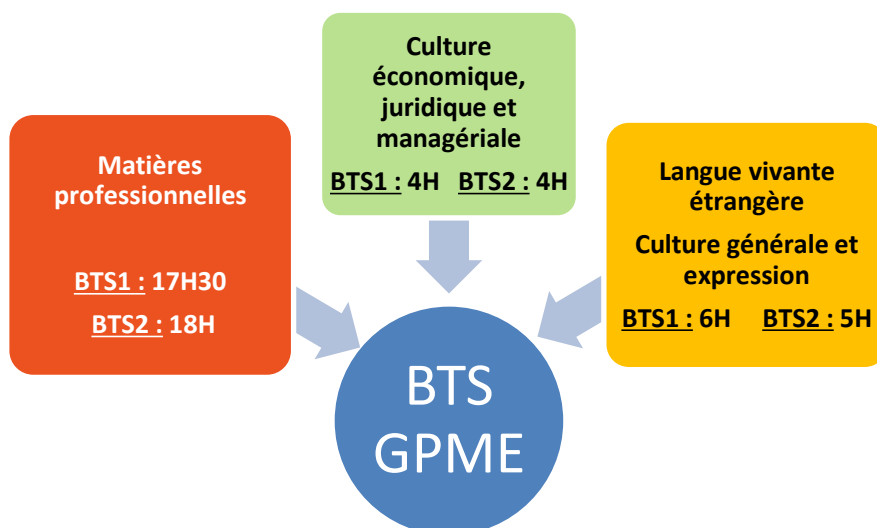 Matières
professionnelles
BTS1 : 17H30
BTS2 : 18H
Culture
économique,
juridique et
managériale
BTS1 : 4H BTS2 : 4H
Langue vivante
étrangère
Culture générale et
expression
BTS1 : 6H BTS2 : 5H
BTS
GPME